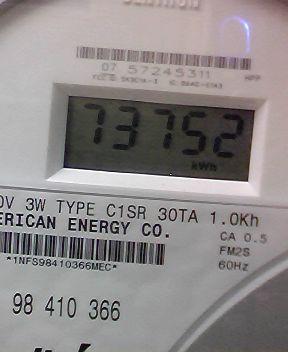 07 57245311
HPP
73752
kWh
0V 3W TYPE C1SR 30TA 1.0Kh
ERICAN ENERGY CO.
CA 0.5
FM2S
60Hz
*1NFS98410366MEC*
98 410 366